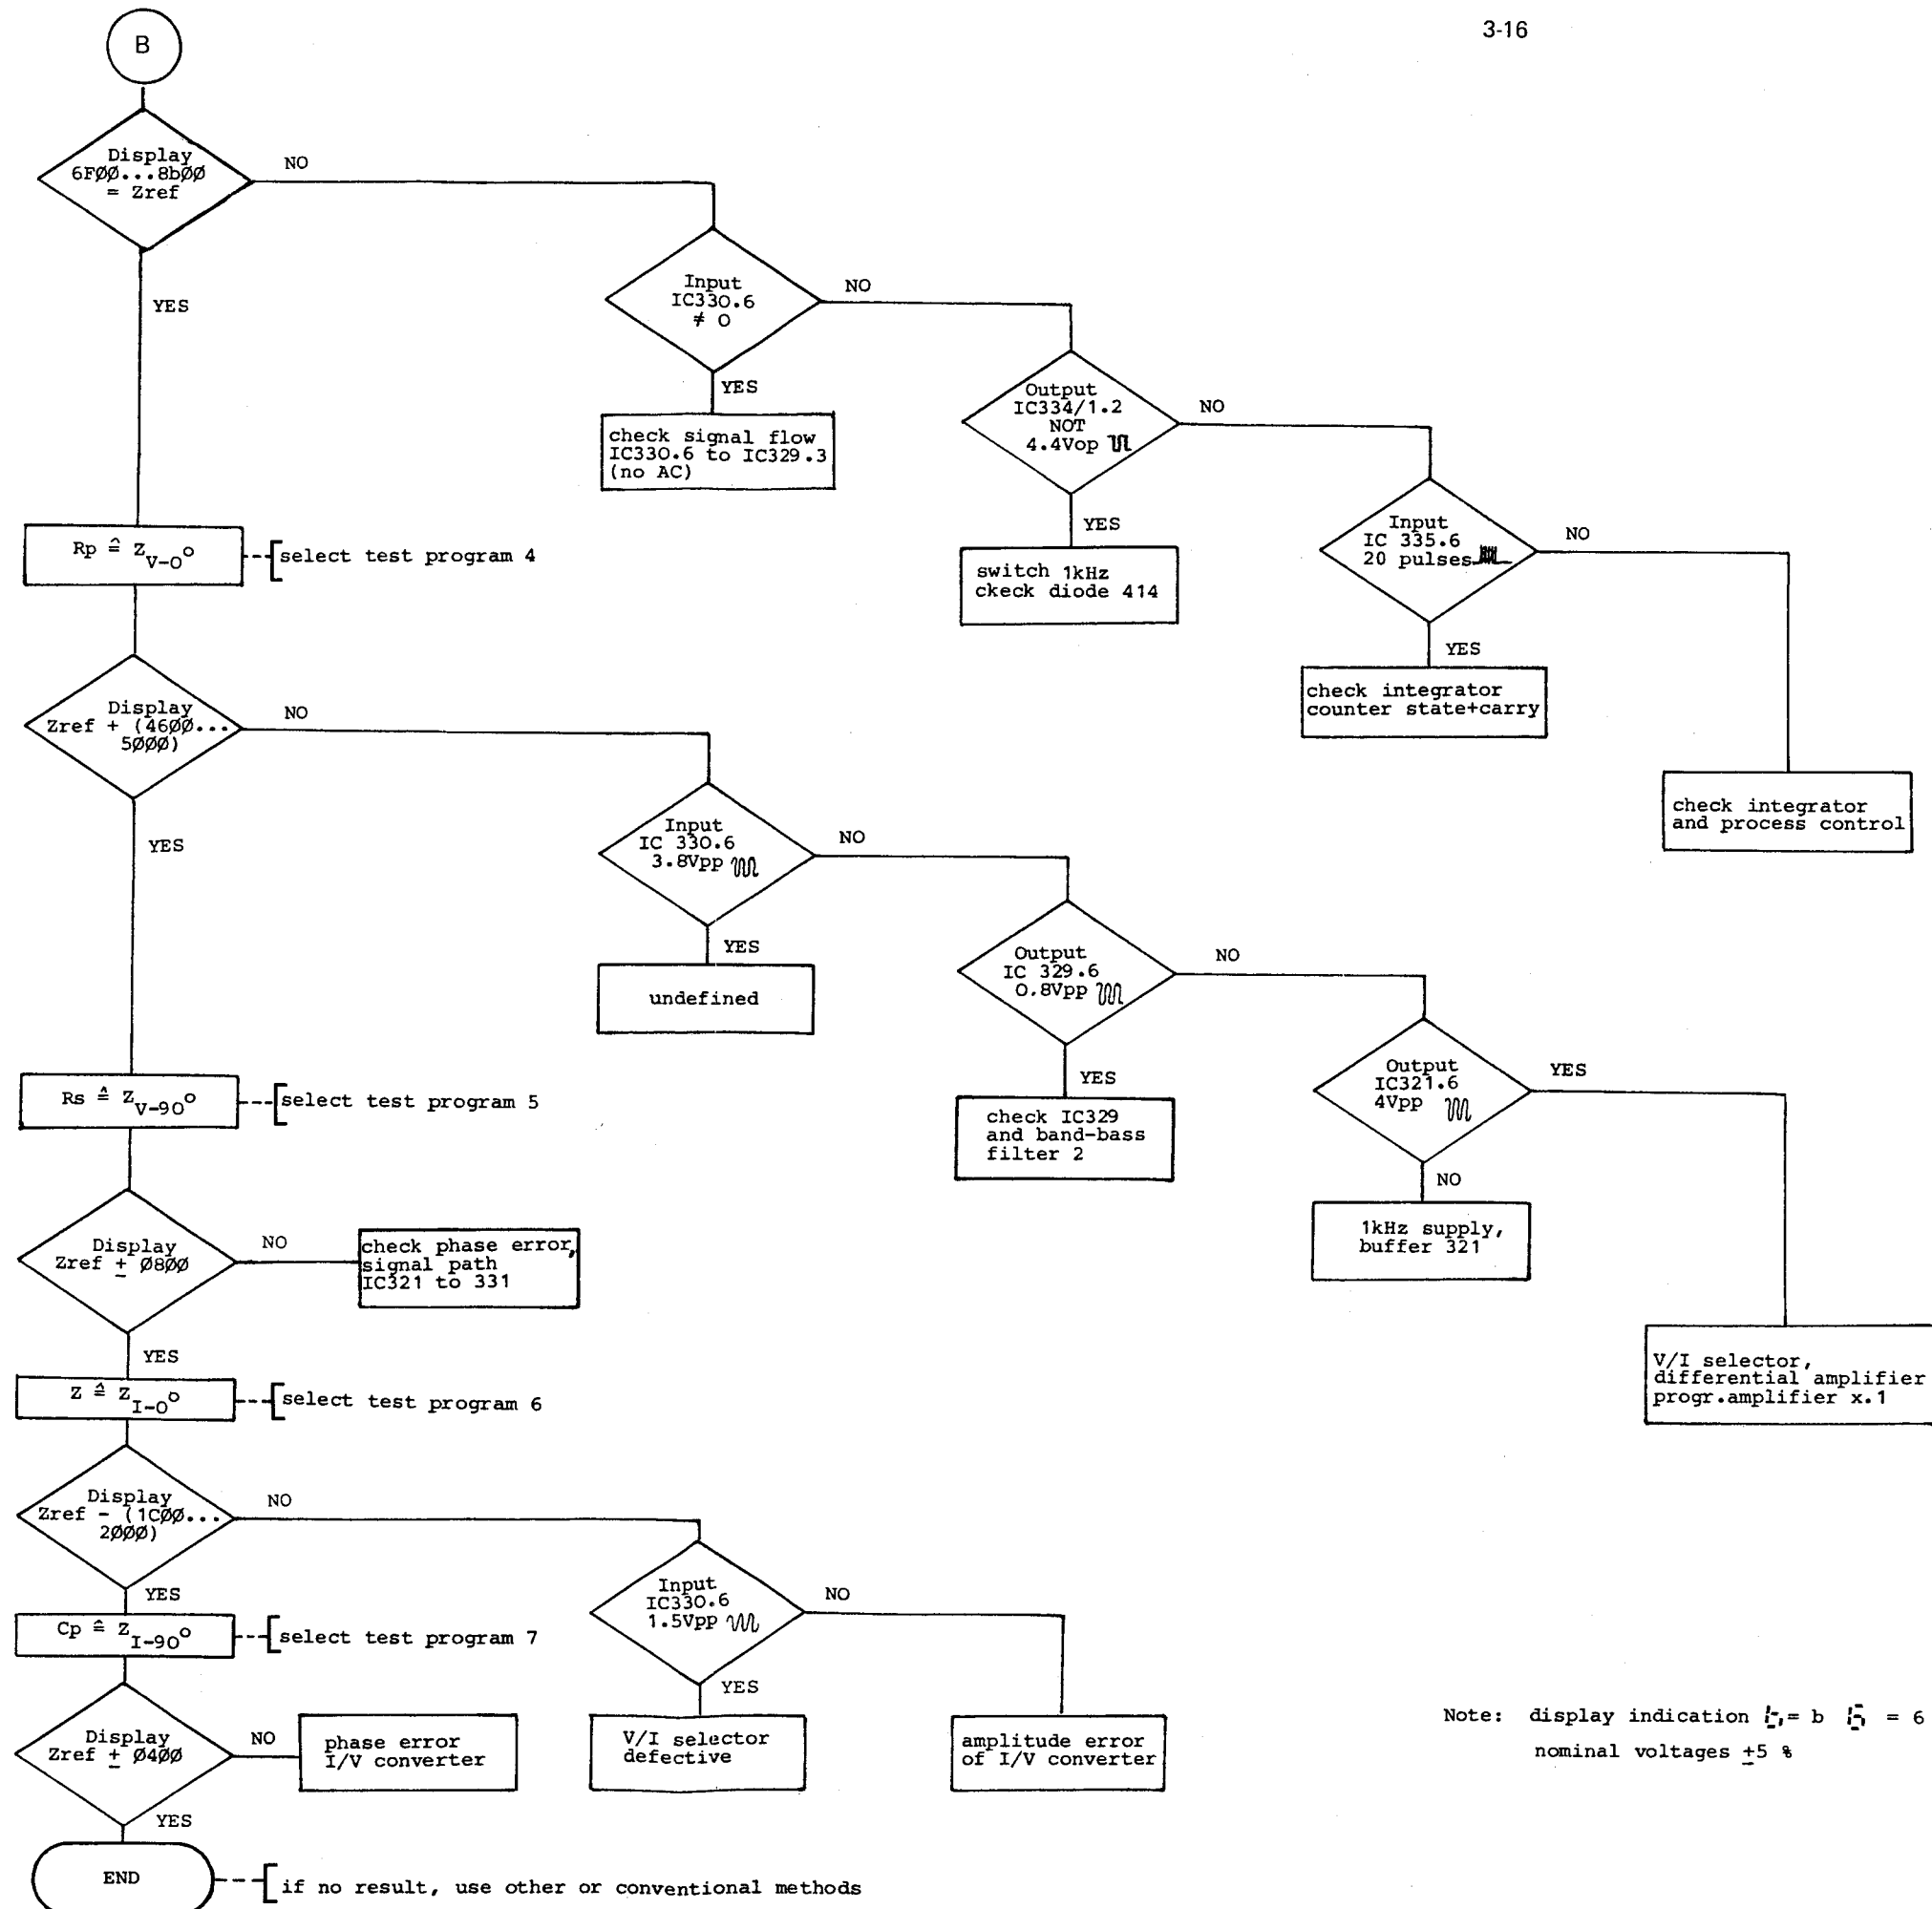 3-16
B
Display
6FØØ...8bØØ
= Zref
NO
YES
Input
IC330.6
≠ O
NO
YES
check signal flow
IC330.6 to IC329.3
(no AC)
Output
IC334/1.2
NOT
4.4Vop
NO
YES
switch 1kHz
ckeck diode 414
Input
IC 335.6
20 pulses
NO
YES
check integrator
counter state+carry
check integrator
and process control
Rp ≙ Z V-O°
select test program 4
Display
Zref + (46ØØ...
5ØØØ)
NO
YES
Input
IC 330.6
3.8Vpp
NO
YES
undefined
Output
IC 329.6
O.8Vpp
NO
YES
check IC329
and band-bass
filter 2
Output
IC321.6
4Vpp
YES
NO
1kHz supply,
buffer 321
V/I selector,
differential amplifier
progr.amplifier x.1
Rs ≙ Z V-9O°
select test program 5
Display
Zref ± Ø8ØØ
NO
check phase error,
signal path
IC321 to 331
YES
Z ≙ Z I-O°
select test program 6
Display
Zref - (1CØØ...
2ØØØ)
NO
YES
Input
IC330.6
1.5Vpp
NO
YES
V/I selector
defective
amplitude error
of I/V converter
Cp ≙ Z I-9O°
select test program 7
Display
Zref ± Ø4ØØ
NO
phase error
I/V converter
YES
END
if no result, use other or conventional methods
Note: display indication b = b 6 = 6
nominal voltages ±5 %